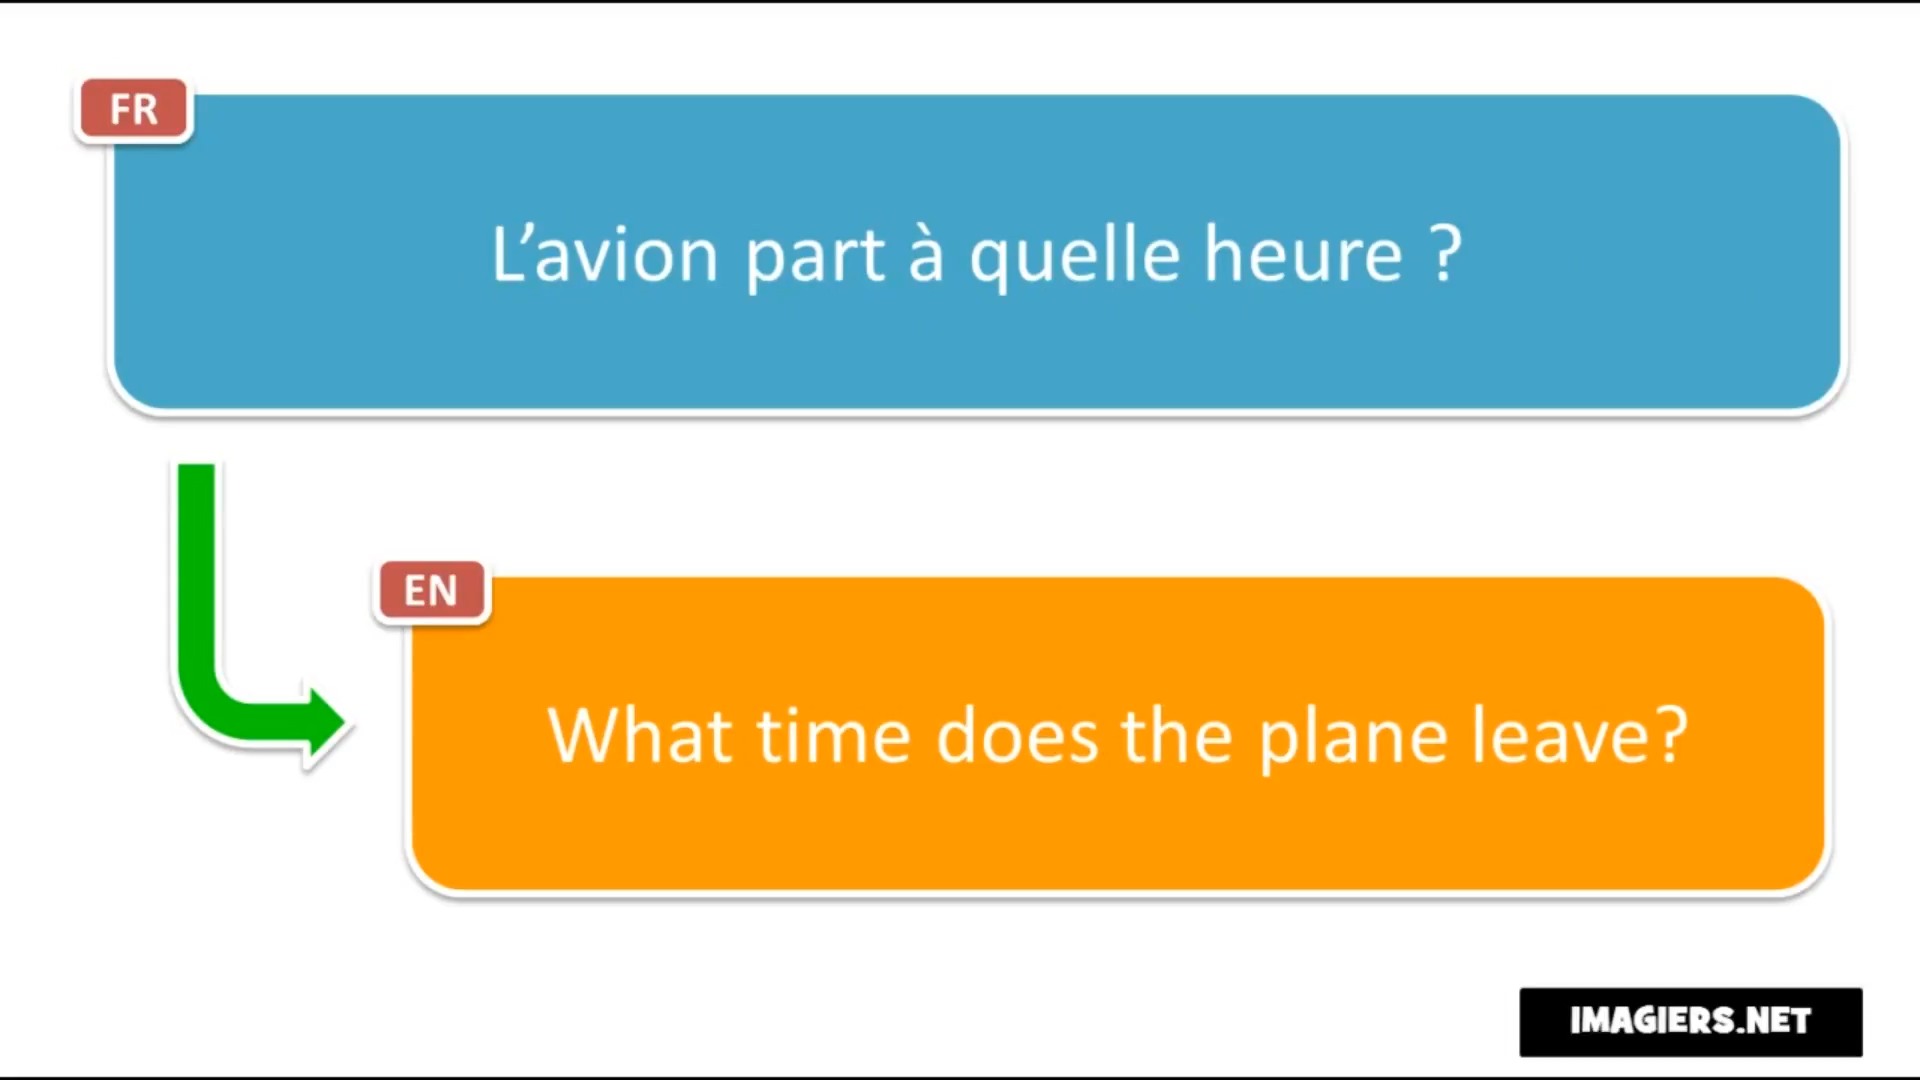 FR
L’avion part à quelle heure ?
EN
What time does the plane leave?
IMAGIERS.NET